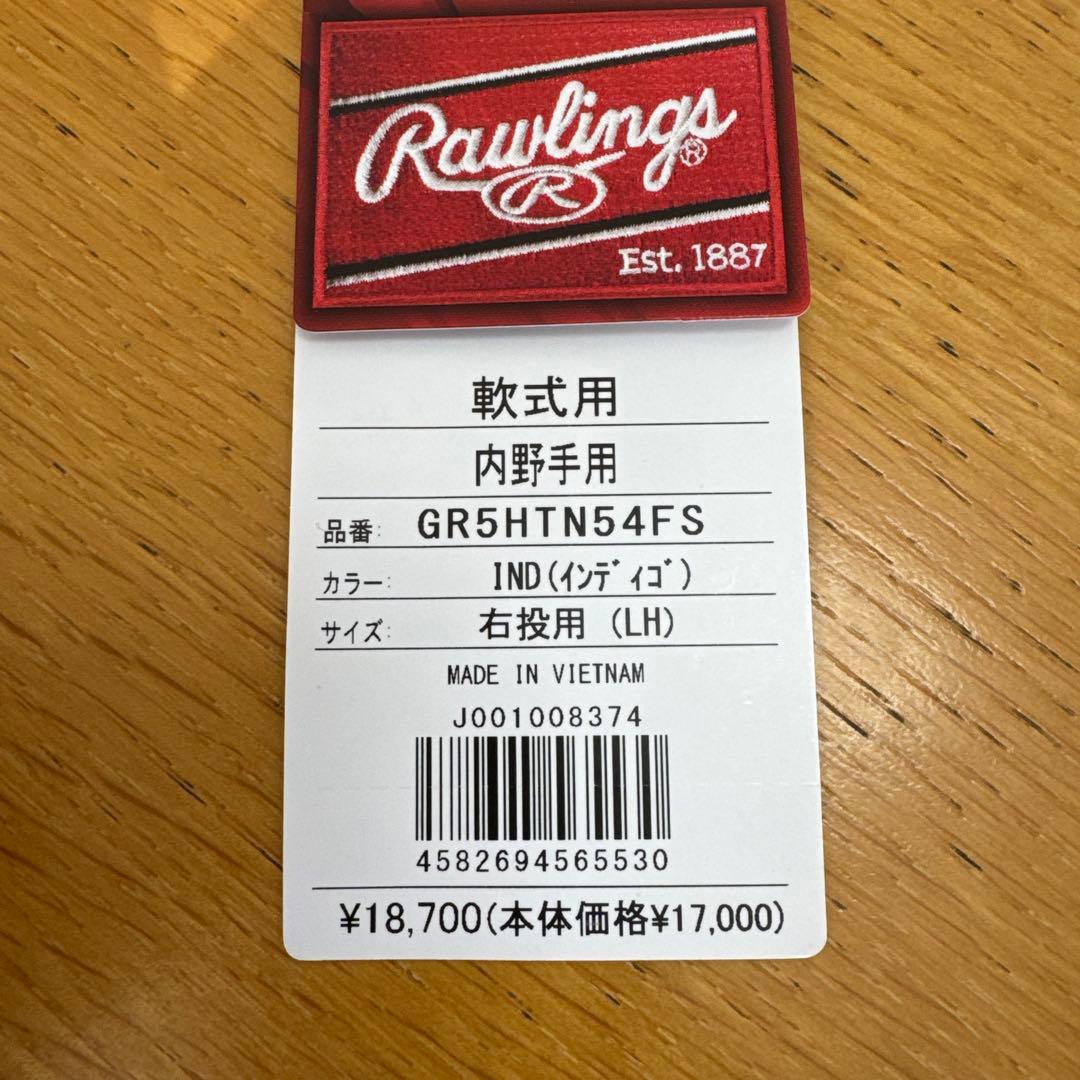 Rawlings®
R
Est. 1887
軟式用
内野手用
品番: GR5HTN54FS
カラー: IND(インディゴ)
サイズ: 右投用 (LH)
MADE IN VIETNAM
J001008374
4582694565530
¥18,700(本体価格¥17,000)